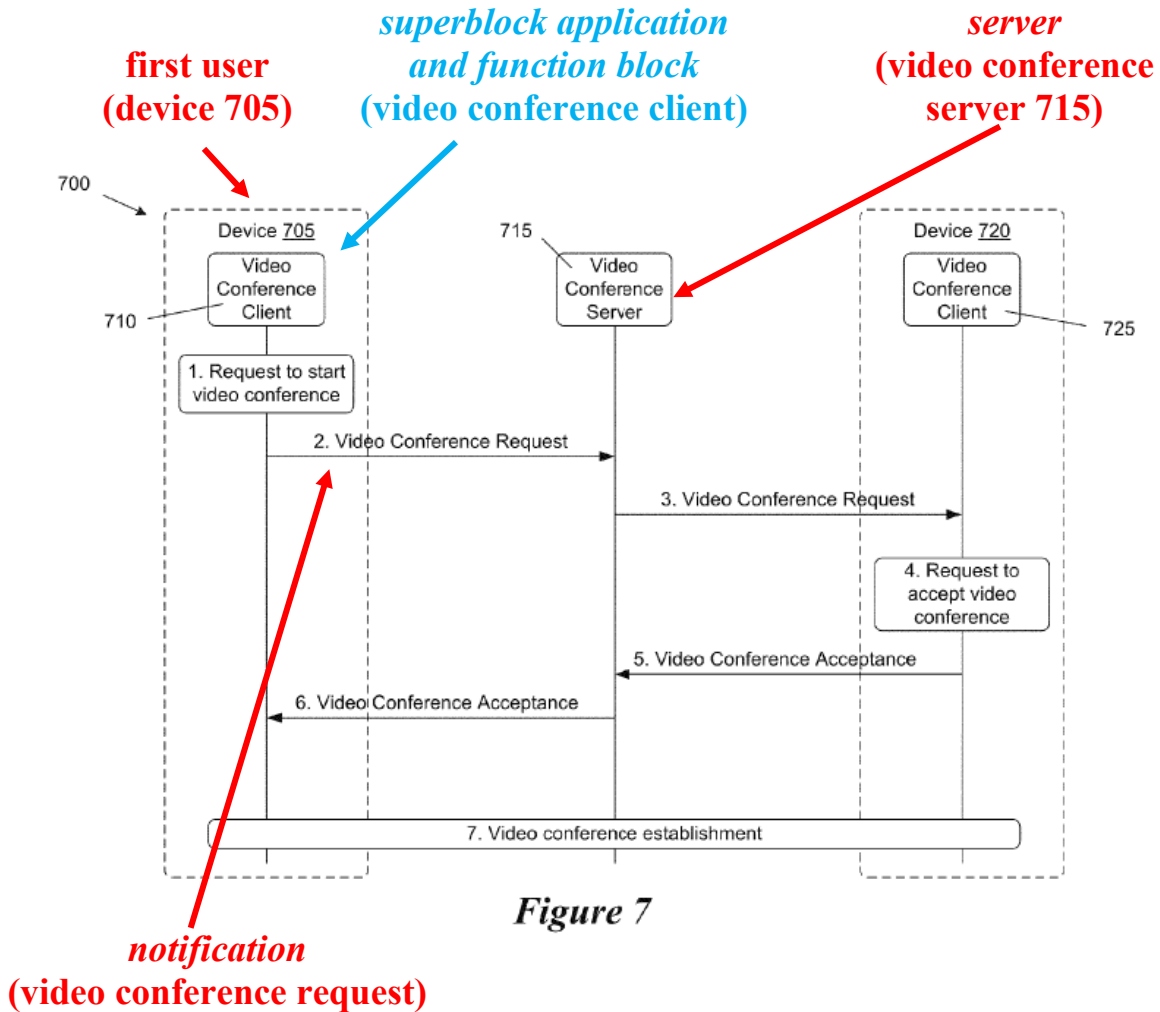 superblock application
and function block
(video conference client)
first user
(device 705)
server
(video conference
server 715)
700
Device 705
715
Device 720
Video
Conference
Client
710
Video
Conference
Server
Video
Conference
Client
725
1. Request to start
video conference
2. Video Conference Request
3. Video Conference Request
4. Request to
accept video
conference
5. Video Conference Acceptance
6. Video Conference Acceptance
7. Video conference establishment
Figure 7
notification
(video conference request)